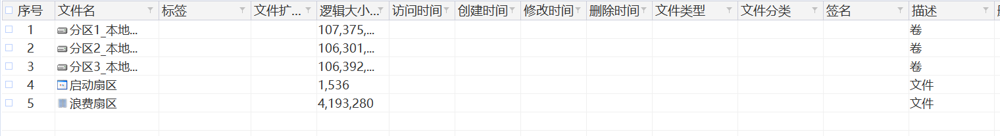 序号 文件名 标签 文件扩... 逻辑大小... 访问时间 创建时间 修改时间 删除时间 文件类型 文件分类 签名 描述
1 分区1_本地... 107,375,... 卷
2 分区2_本地... 106,301,... 卷
3 分区3_本地... 106,392,... 卷
4 启动扇区 1,536 文件
5 浪费扇区 4,193,280 文件